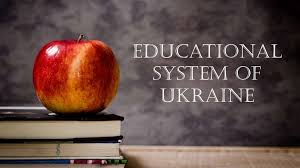 EDUCATIONAL
SYSTEM OF
UKRAINE